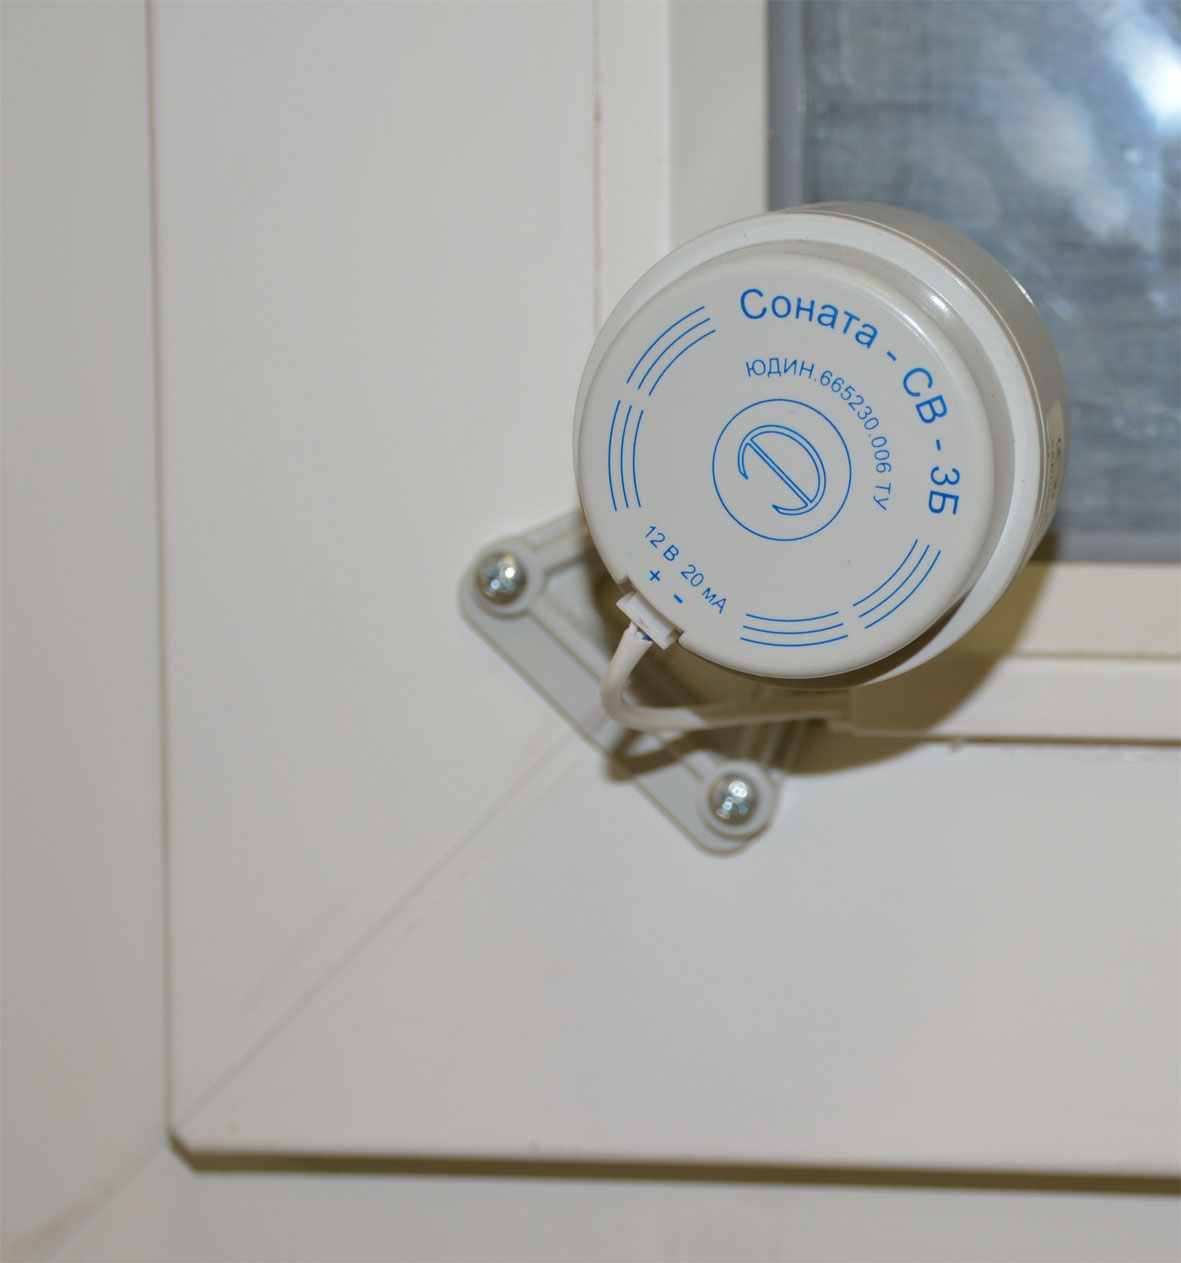 Соната - СВ - 3Б
ЮДИН.665230.006 ТУ
12 В 20 мА
+ -